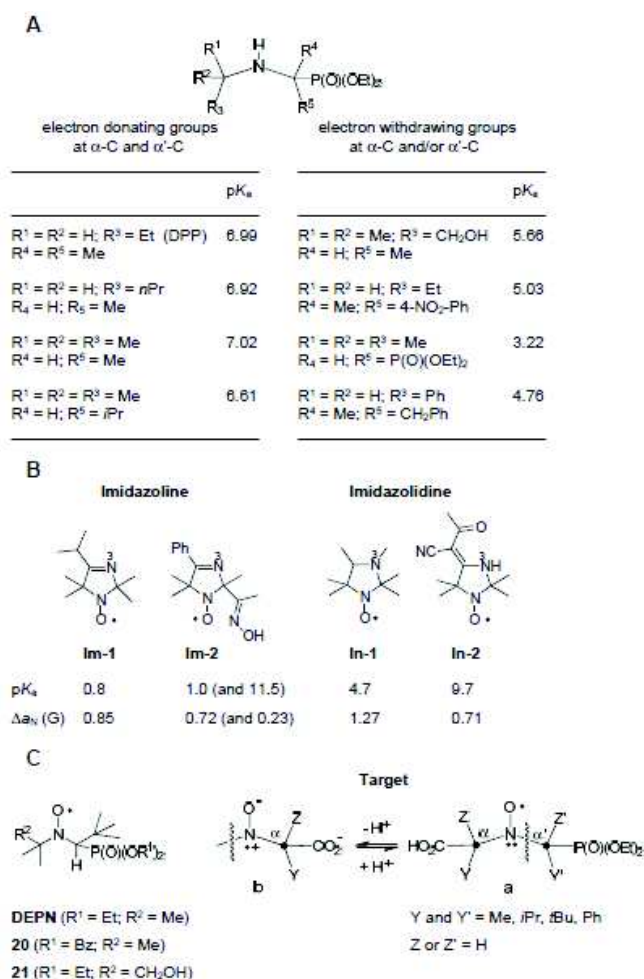 A
R¹ H R⁴
R² N P(O)(OEt)₂
R₃ R⁵
electron donating groups
at α-C and α'-C
electron withdrawing groups
at α-C and/or α'-C
pKₐ
pKₐ
R¹ = R² = H; R³ = Et (DPP) 6.99
R⁴ = R⁵ = Me
R¹ = R² = Me; R³ = CH₂OH 5.66
R⁴ = H; R⁵ = Me
R¹ = R² = H; R³ = nPr 6.92
R₄ = H; R₅ = Me
R¹ = R² = H; R³ = Et 5.03
R⁴ = Me; R⁵ = 4-NO₂-Ph
R¹ = R² = R³ = Me 7.02
R⁴ = H; R⁵ = Me
R¹ = R² = R³ = Me 3.22
R₄ = H; R⁵ = P(O)(OEt)₂
R¹ = R² = R³ = Me 6.61
R⁴ = H; R⁵ = iPr
R¹ = R² = H; R³ = Ph 4.76
R⁴ = Me; R⁵ = CH₂Ph
B
Imidazoline Imidazolidine
3 N N O•
Ph 3 N N •O N OH
3 N N O•
O NC 3 NH N O•
Im-1 Im-2 In-1 In-2
pKₐ 0.8 1.0 (and 11.5) 4.7 9.7
Δaₙ (G) 0.85 0.72 (and 0.23) 1.27 0.71
C
Target
O• R² N H P(O)(OR¹)₂
O⁻ N •+ α Z CO₂⁻ Y
-H⁺
+ H⁺
HO₂C Z α N O• α' Z' P(O)(OEt)₂ Y Y'
b a
DEPN (R¹ = Et; R² = Me)
20 (R¹ = Bz; R² = Me)
21 (R¹ = Et; R² = CH₂OH)
Y and Y' = Me, iPr, tBu, Ph
Z or Z' = H